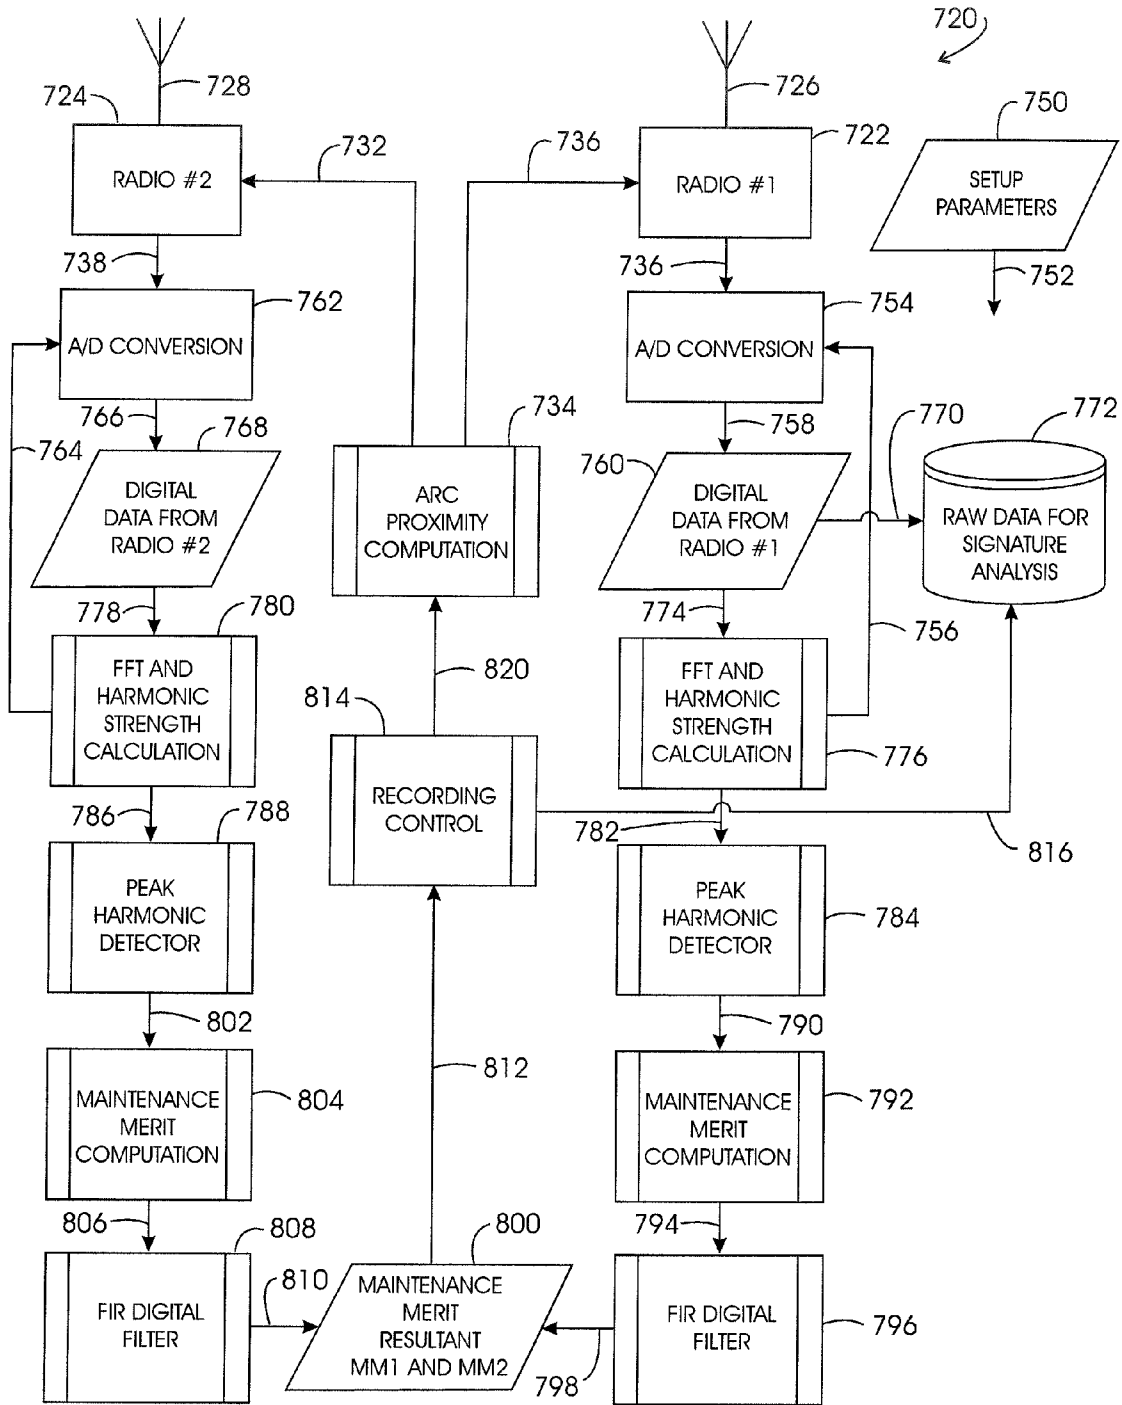 720
728
726
724
750
732
736
722
RADIO #2
RADIO #1
SETUP
PARAMETERS
738
736
752
762
754
A/D CONVERSION
A/D CONVERSION
766
768
734
758
770
772
764
760
DIGITAL
DATA FROM
RADIO #2
ARC
PROXIMITY
COMPUTATION
DIGITAL
DATA FROM
RADIO #1
RAW DATA FOR
SIGNATURE
ANALYSIS
778
780
774
756
FFT AND
HARMONIC
STRENGTH
CALCULATION
820
814
FFT AND
HARMONIC
STRENGTH
CALCULATION
776
786
788
RECORDING
CONTROL
782
816
PEAK
HARMONIC
DETECTOR
PEAK
HARMONIC
DETECTOR
784
802
790
812
MAINTENANCE
MERIT
COMPUTATION
804
MAINTENANCE
MERIT
COMPUTATION
792
806
808
800
794
810
FIR DIGITAL
FILTER
MAINTENANCE
MERIT
RESULTANT
MM1 AND MM2
798
FIR DIGITAL
FILTER
796